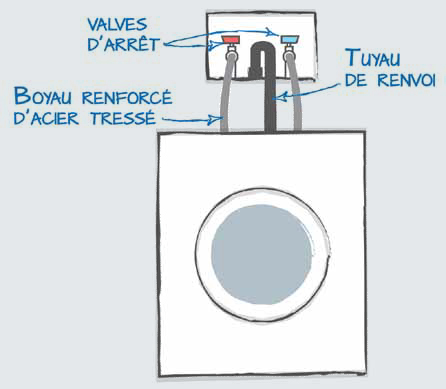 VALVES
D'ARRÊT
TUYAU
DE RENVOI
BOYAU RENFORCÉ
D'ACIER TRESSÉ